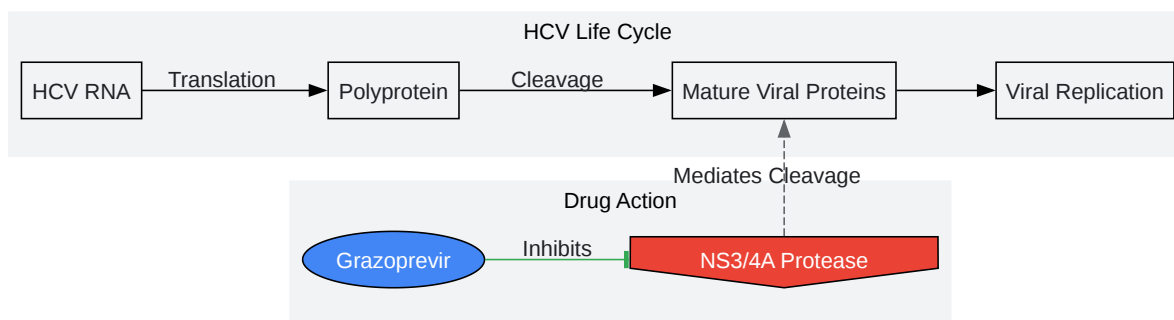 HCV Life Cycle
HCV RNA
Translation
Polyprotein
Cleavage
Mature Viral Proteins
Viral Replication
Mediates Cleavage
Drug Action
Grazoprevir
Inhibits
NS3/4A Protease